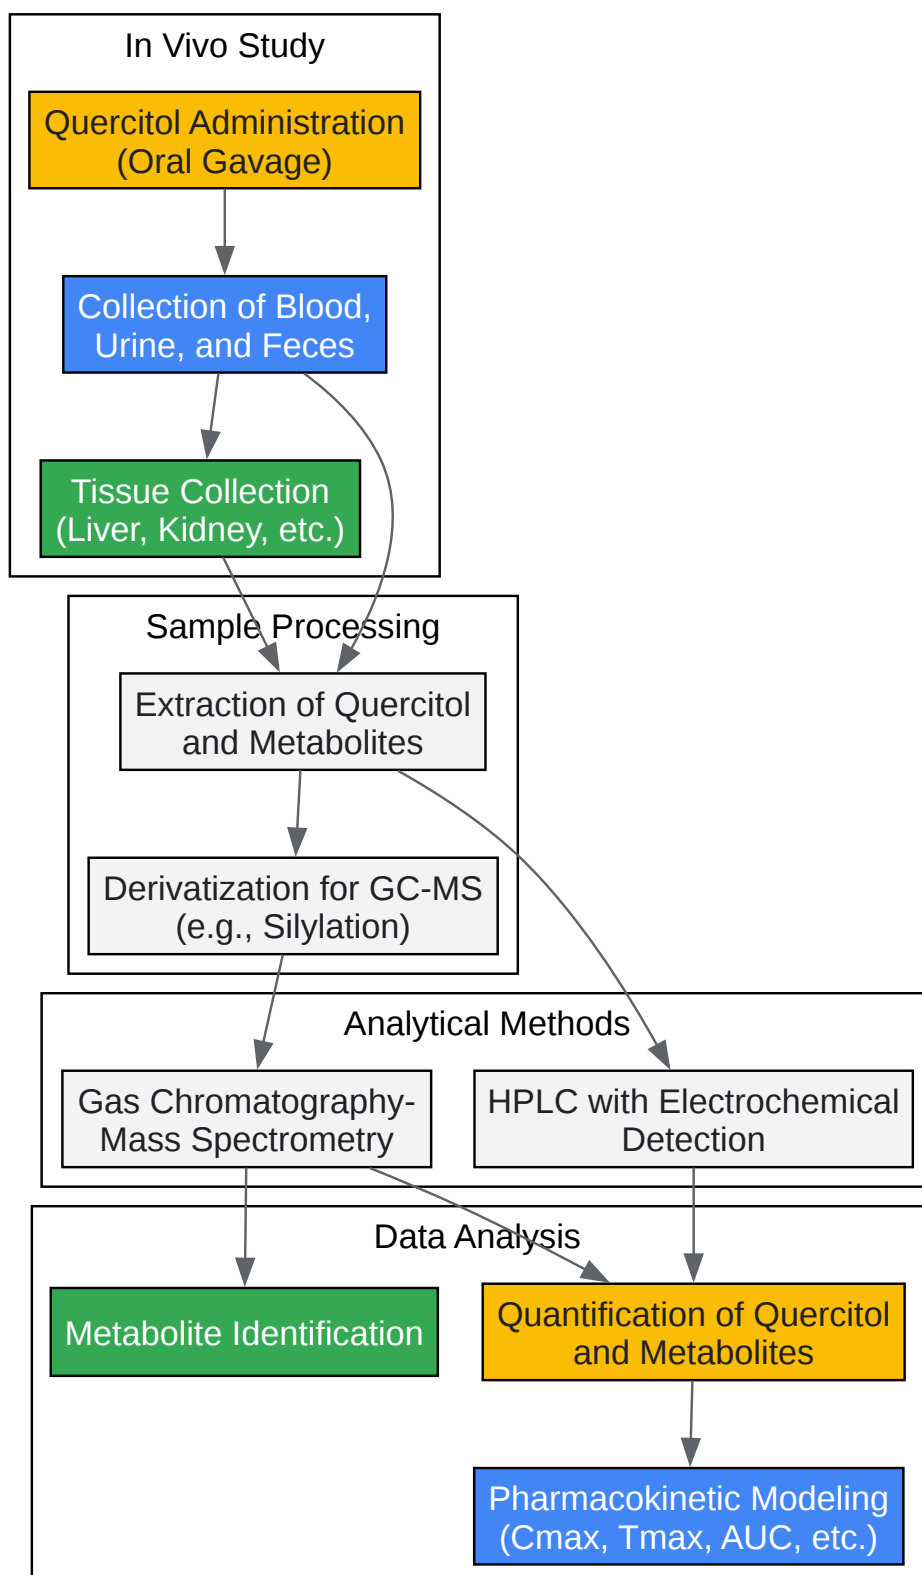 In Vivo Study
Quercitol Administration
(Oral Gavage)
Collection of Blood,
Urine, and Feces
Tissue Collection
(Liver, Kidney, etc.)
Sample Processing
Extraction of Quercitol
and Metabolites
Derivatization for GC-MS
(e.g., Silylation)
Analytical Methods
Gas Chromatography-
Mass Spectrometry
HPLC with Electrochemical
Detection
Data Analysis
Metabolite Identification
Quantification of Quercitol
and Metabolites
Pharmacokinetic Modeling
(Cmax, Tmax, AUC, etc.)